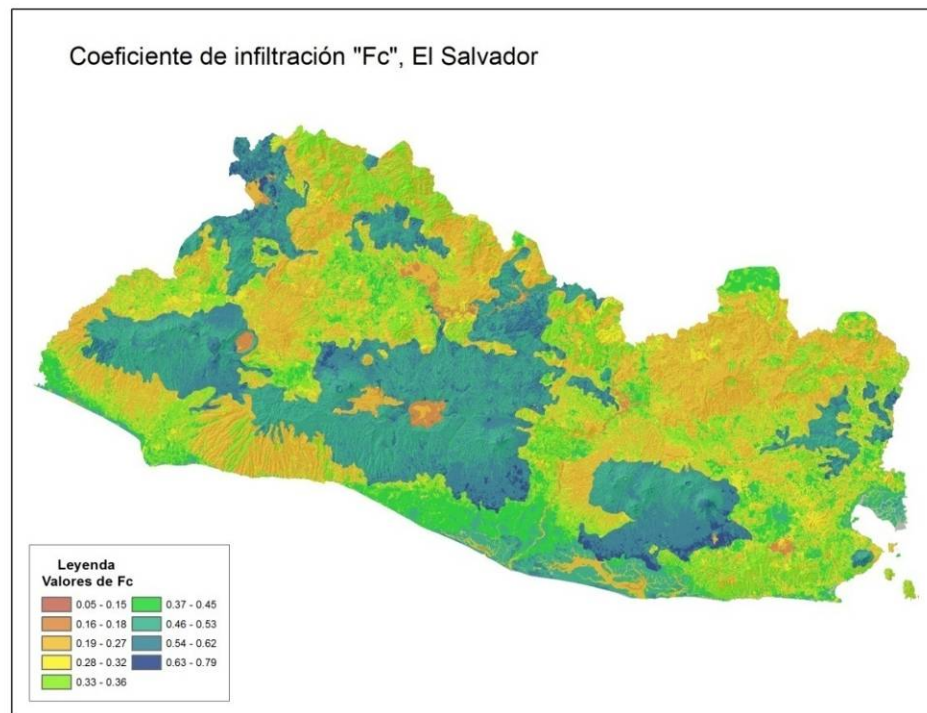 Coeficiente de infiltración "Fc", El Salvador
Leyenda
Valores de Fc
0.05 - 0.15
0.16 - 0.18
0.19 - 0.27
0.28 - 0.32
0.33 - 0.36
0.37 - 0.45
0.46 - 0.53
0.54 - 0.62
0.63 - 0.79